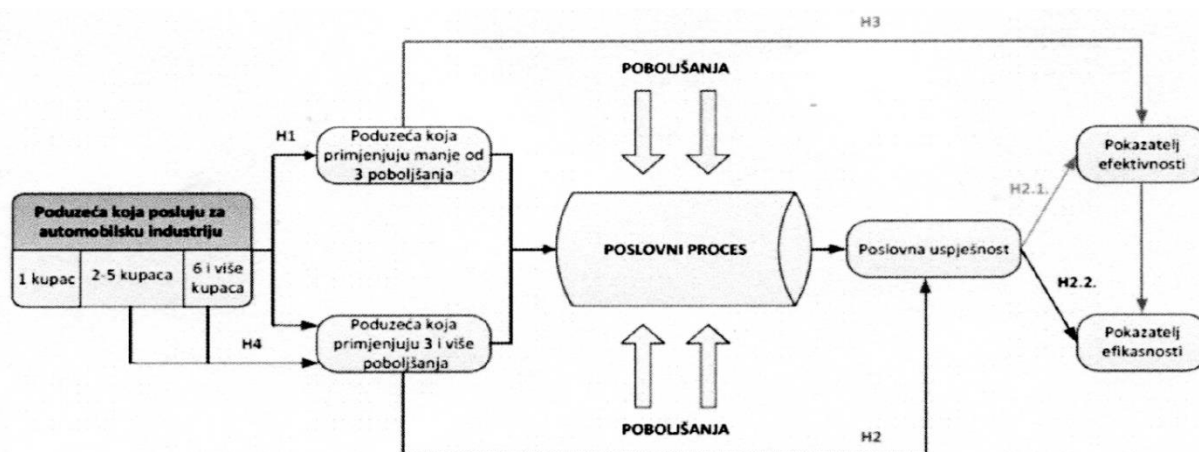 H3
POBOLJŠANJA
H1
Poduzeća koja
primjenjuju manje od
3 poboljšanja
Pokazatelj
efektivnosti
H2.1.
Poduzeća koja posluju za
automobilsku industriju
1 kupac
2-5 kupaca
6 i više
kupaca
POSLOVNI PROCES
Poslovna uspješnost
H2.2.
H4
Poduzeća koja
primjenjuju 3 i više
poboljšanja
Pokazatelj
efikasnosti
POBOLJŠANJA
H2